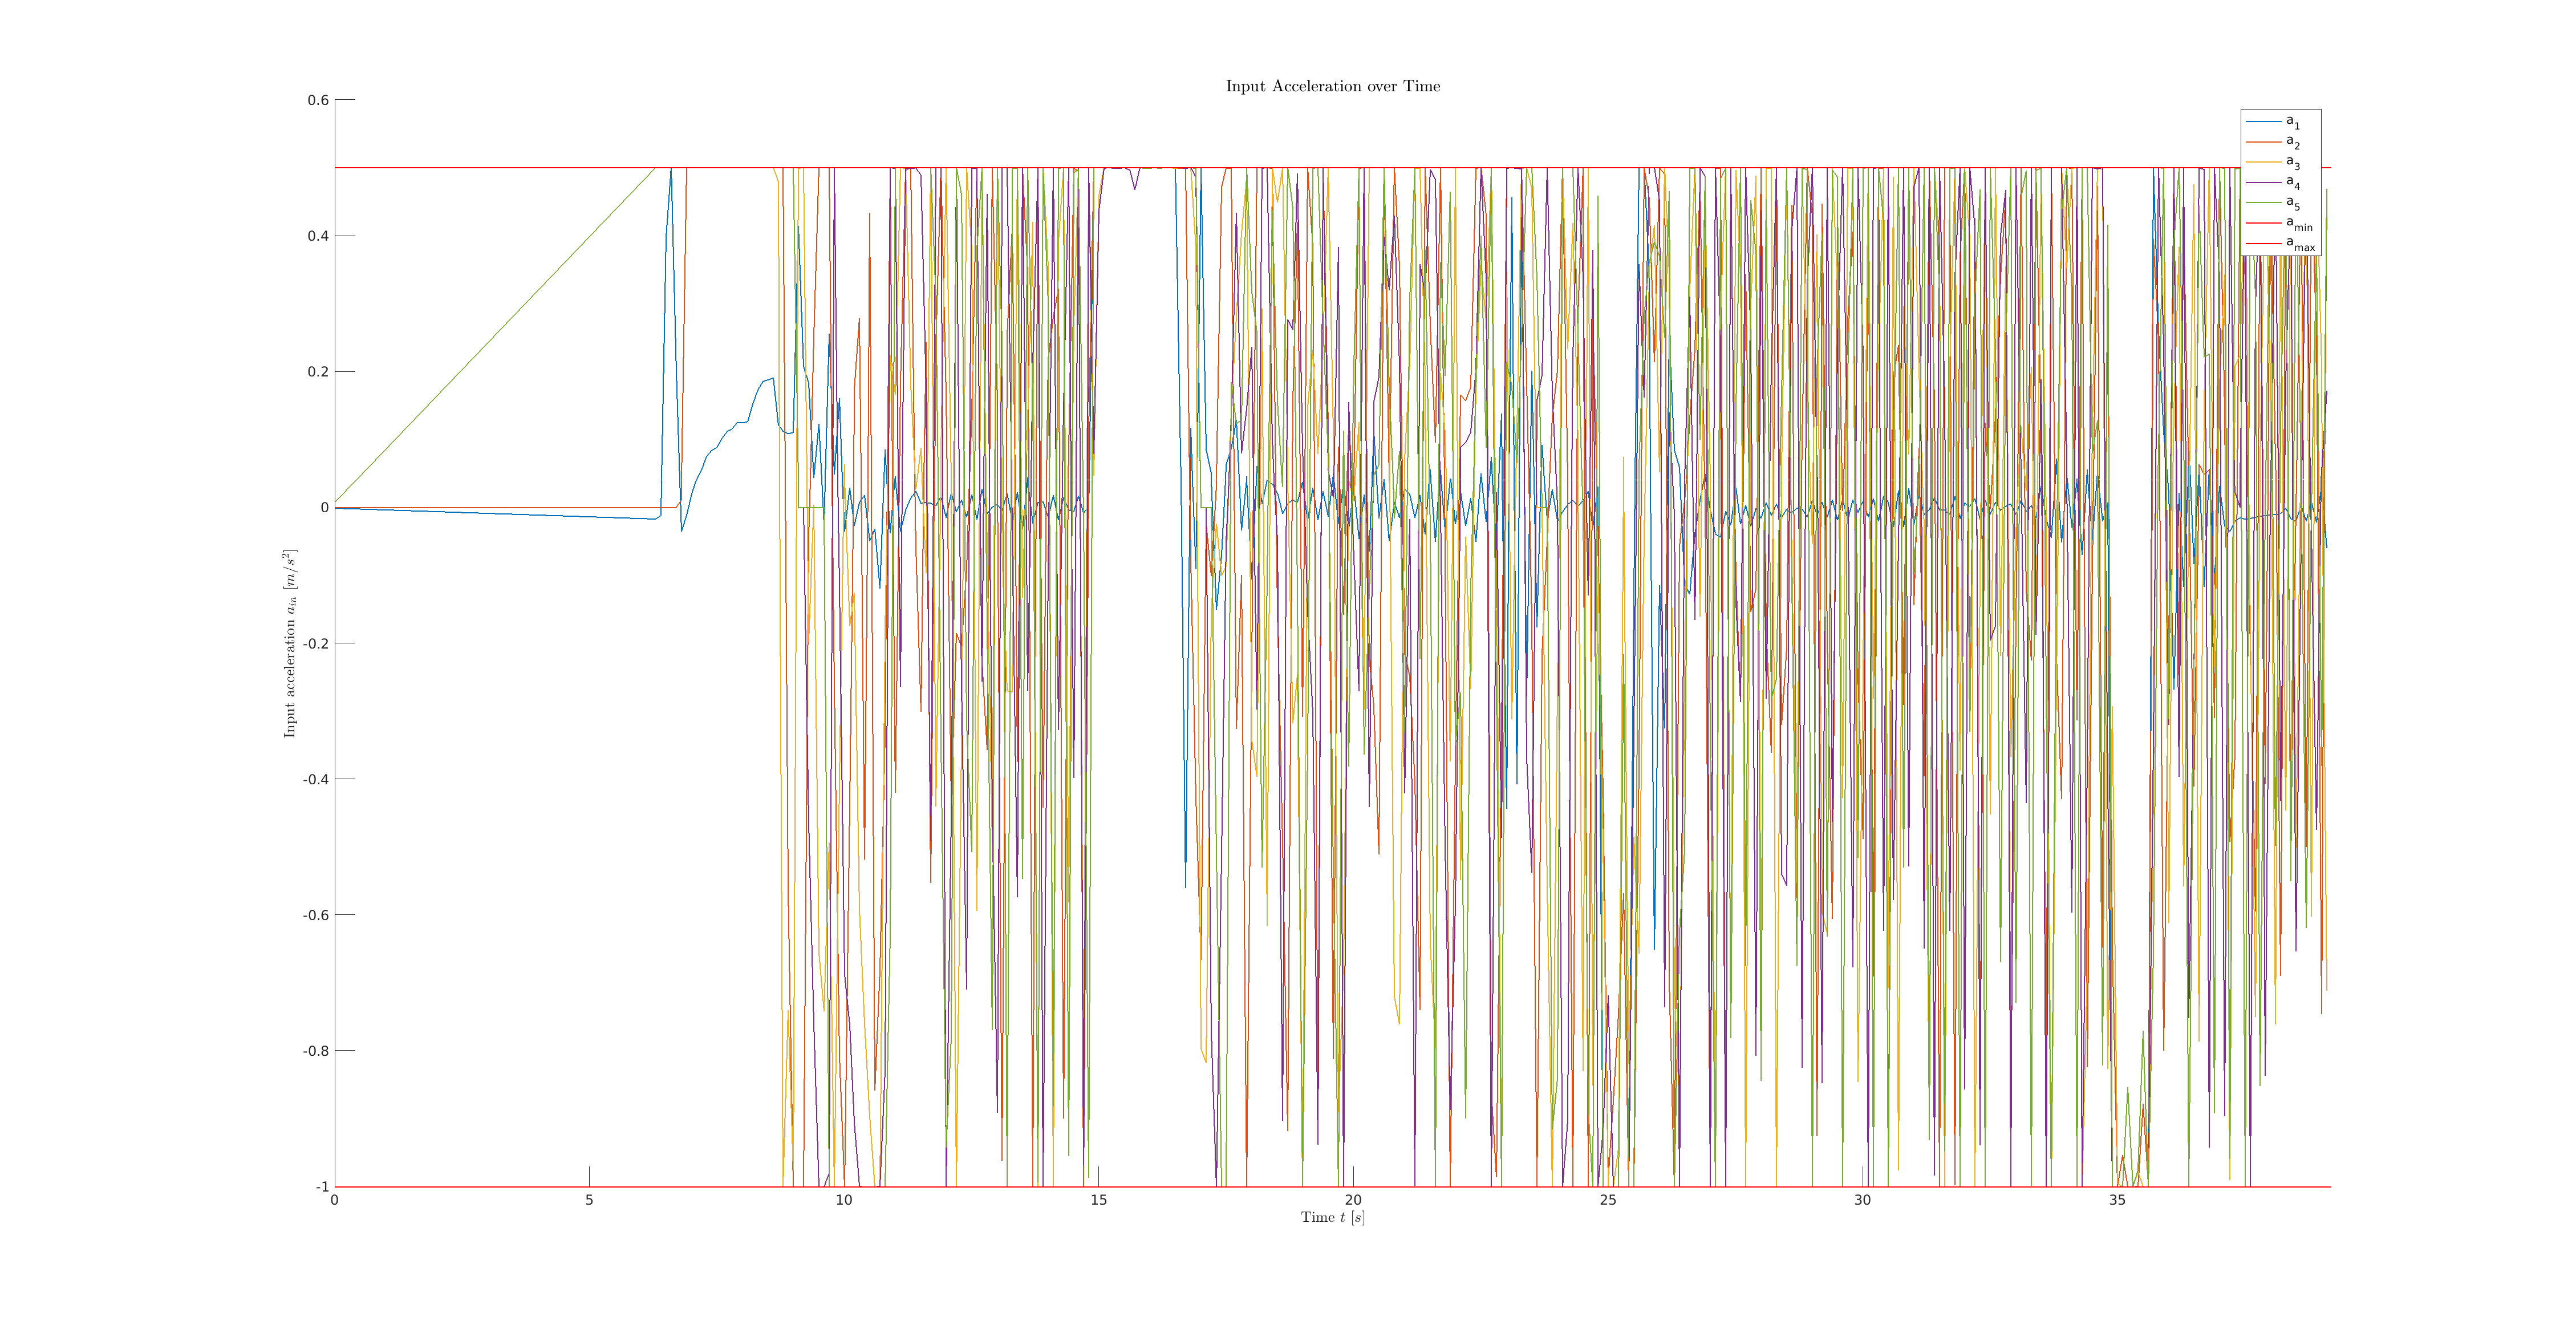 Input Acceleration over Time
0.6
0.4
0.2
0
-0.2
-0.4
-0.6
-0.8
-1
Input acceleration a_in [m/s^2]
0 5 10 15 20 25 30 35
Time t [s]
a_1
a_2
a_3
a_4
a_5
a_min
a_max